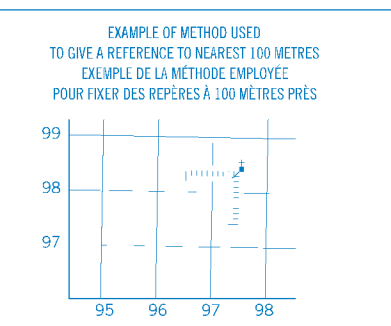 EXAMPLE OF METHOD USED
TO GIVE A REFERENCE TO NEAREST 100 METRES
EXEMPLE DE LA MÉTHODE EMPLOYÉE
POUR FIXER DES REPÈRES À 100 MÈTRES PRÈS
99
98
97
95 96 97 98